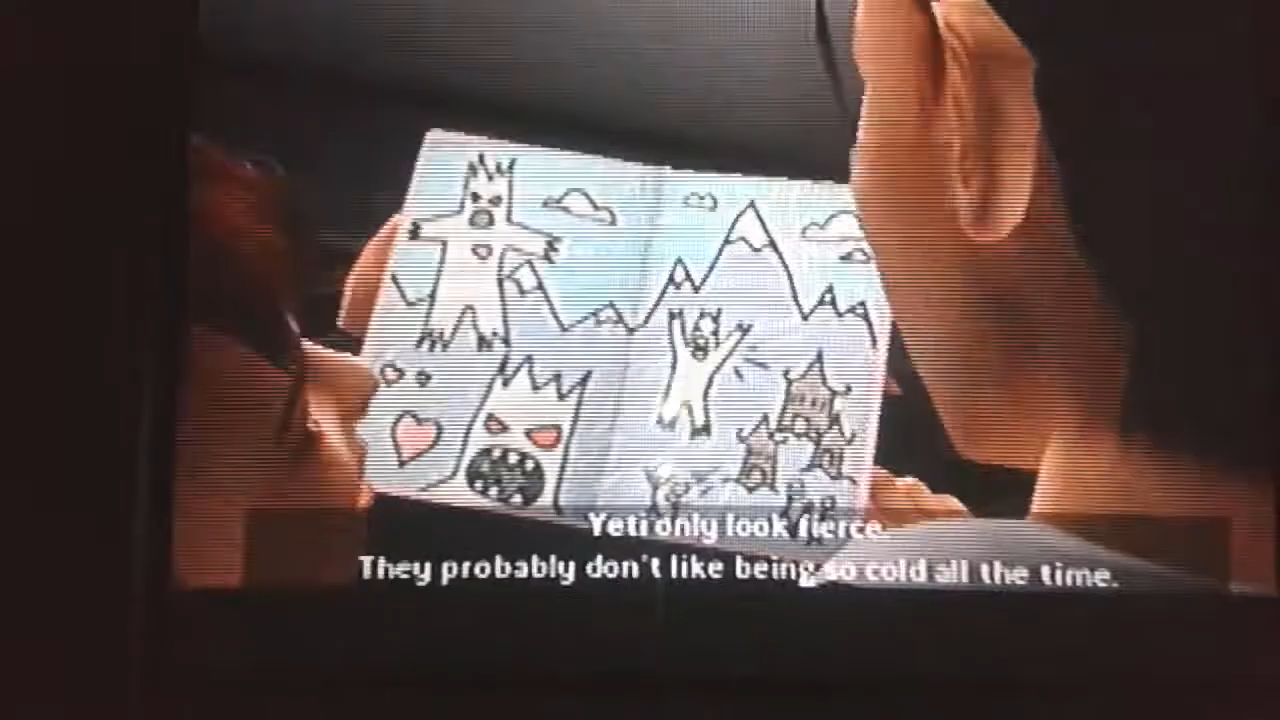 Yeti only look fierce.
They probably don't like being so cold all the time.